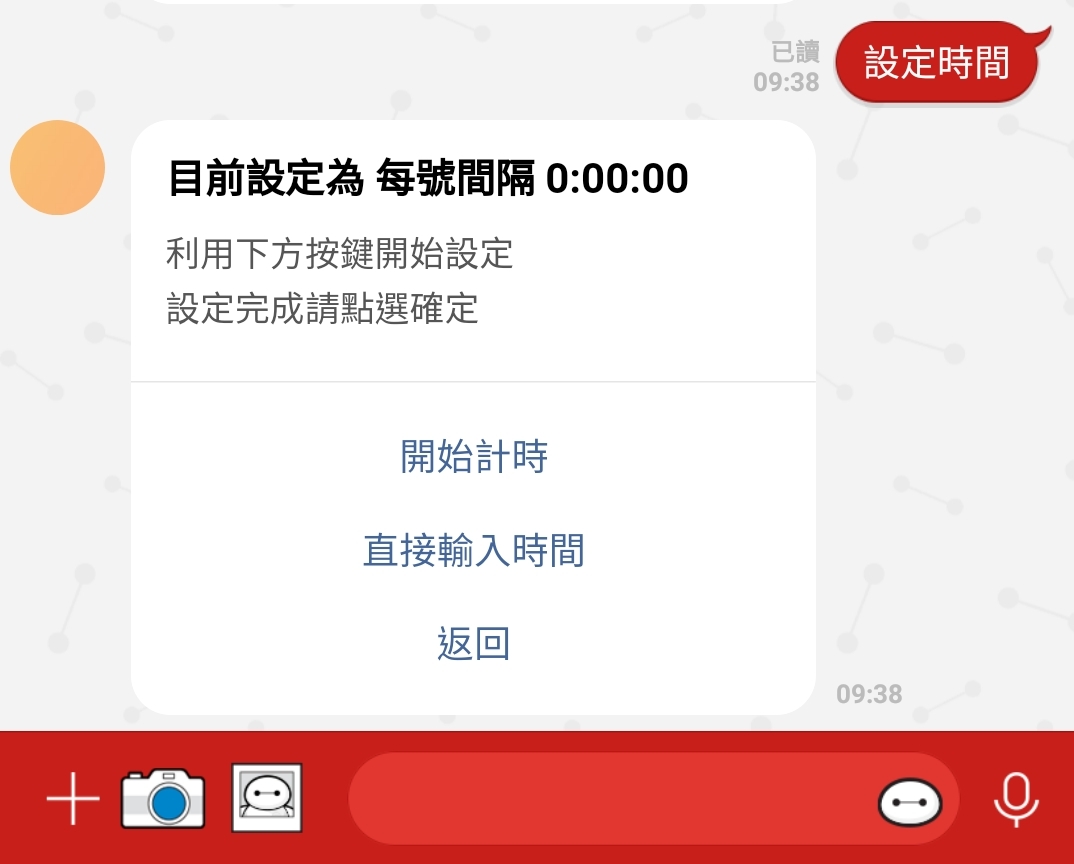 已讀
09:38
設定時間
目前設定為 每號間隔 0:00:00
利用下方按鍵開始設定
設定完成請點選確定
開始計時
直接輸入時間
返回
09:38